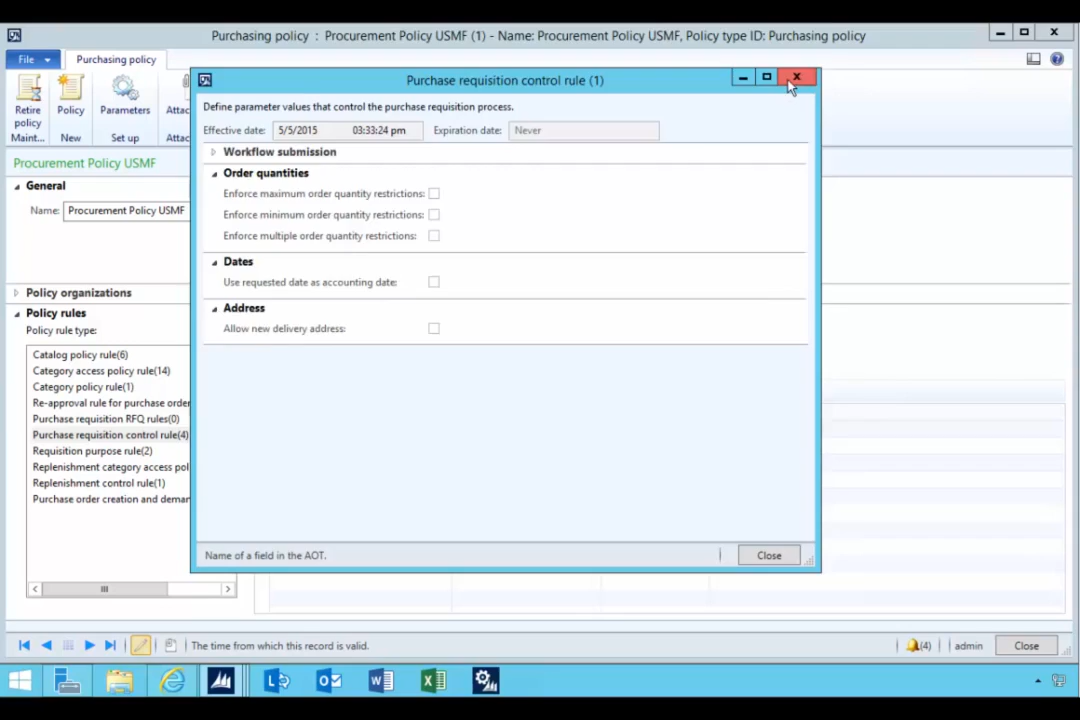 Purchasing policy : Procurement Policy USMF (1) - Name: Procurement Policy USMF, Policy type ID: Purchasing policy
File
Purchasing policy
Retire policy
Policy
Parameters
Attac
Maint...
New
Set up
Attac
Procurement Policy USMF
General
Name: Procurement Policy USMF
Policy organizations
Policy rules
Policy rule type:
Catalog policy rule(6)
Category access policy rule(14)
Category policy rule(1)
Re-approval rule for purchase order
Purchase requisition RFQ rules(0)
Purchase requisition control rule(4)
Requisition purpose rule(2)
Replenishment category access pol
Replenishment control rule(1)
Purchase order creation and deman
Purchase requisition control rule (1)
Define parameter values that control the purchase requisition process.
Effective date: 5/5/2015 03:33:24 pm Expiration date: Never
Workflow submission
Order quantities
Enforce maximum order quantity restrictions:
Enforce minimum order quantity restrictions:
Enforce multiple order quantity restrictions:
Dates
Use requested date as accounting date:
Address
Allow new delivery address:
Name of a field in the AOT.
Close
The time from which this record is valid.
(4)
admin
Close